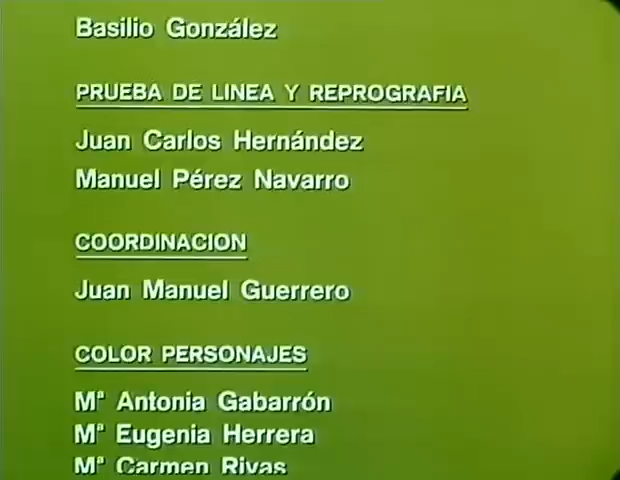 Basilio González
PRUEBA DE LINEA Y REPROGRAFIA
Juan Carlos Hernández
Manuel Pérez Navarro
COORDINACION
Juan Manuel Guerrero
COLOR PERSONAJES
Mª Antonia Gabarrón
Mª Eugenia Herrera
Mª Carmen Rivas